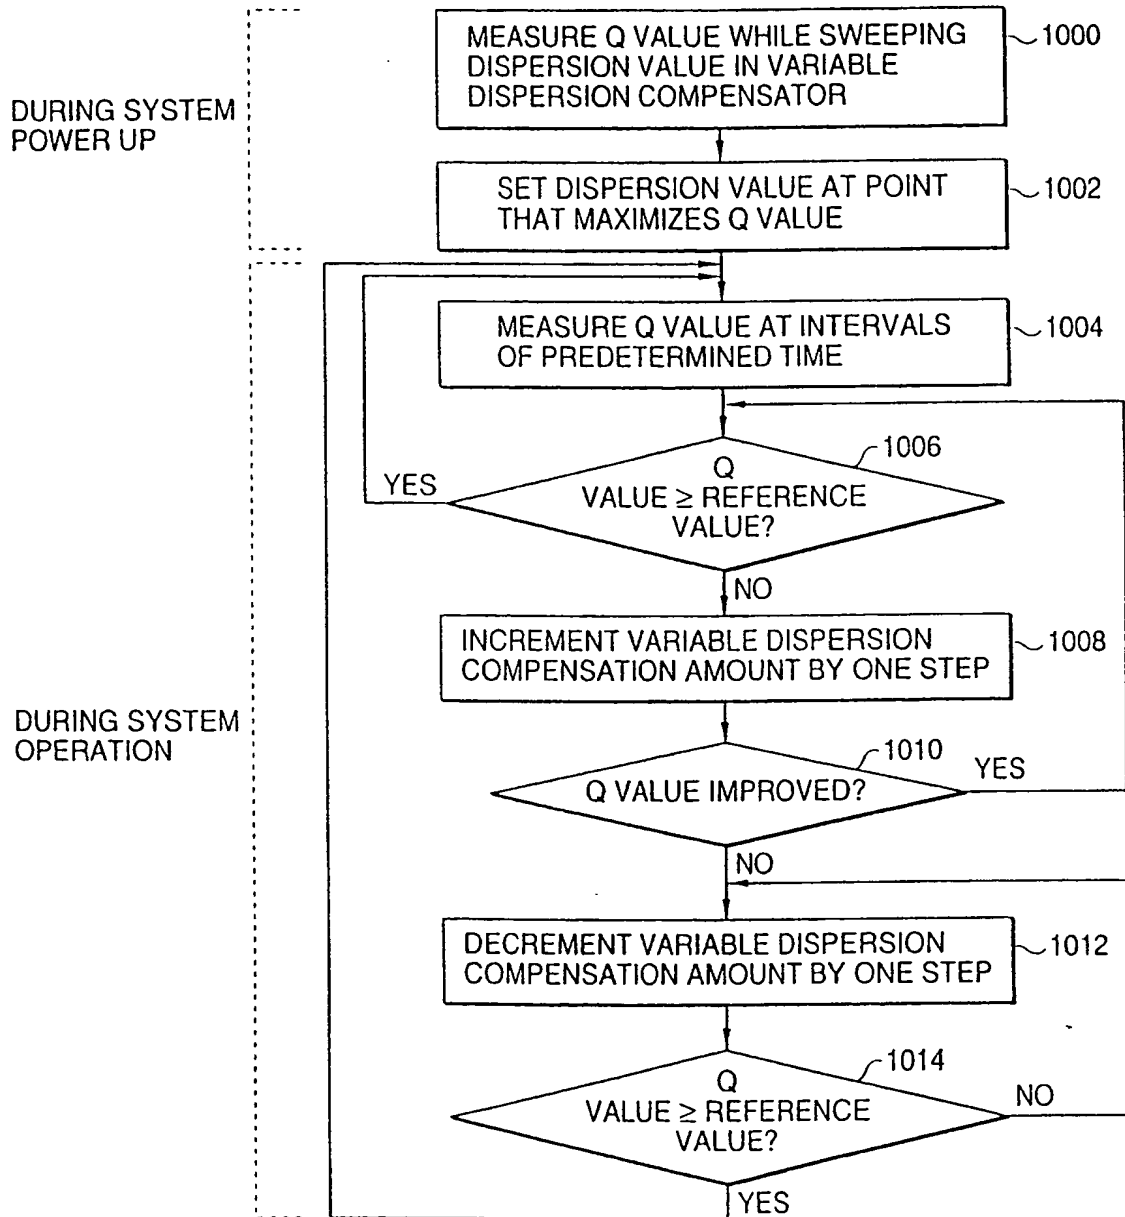 MEASURE Q VALUE WHILE SWEEPING
DISPERSION VALUE IN VARIABLE
DISPERSION COMPENSATOR
1000
DURING SYSTEM
POWER UP
SET DISPERSION VALUE AT POINT
THAT MAXIMIZES Q VALUE
1002
MEASURE Q VALUE AT INTERVALS
OF PREDETERMINED TIME
1004
1006
Q
VALUE ≥ REFERENCE
VALUE?
YES
NO
INCREMENT VARIABLE DISPERSION
COMPENSATION AMOUNT BY ONE STEP
1008
DURING SYSTEM
OPERATION
1010
Q VALUE IMPROVED?
YES
NO
DECREMENT VARIABLE DISPERSION
COMPENSATION AMOUNT BY ONE STEP
1012
1014
Q
VALUE ≥ REFERENCE
VALUE?
NO
YES